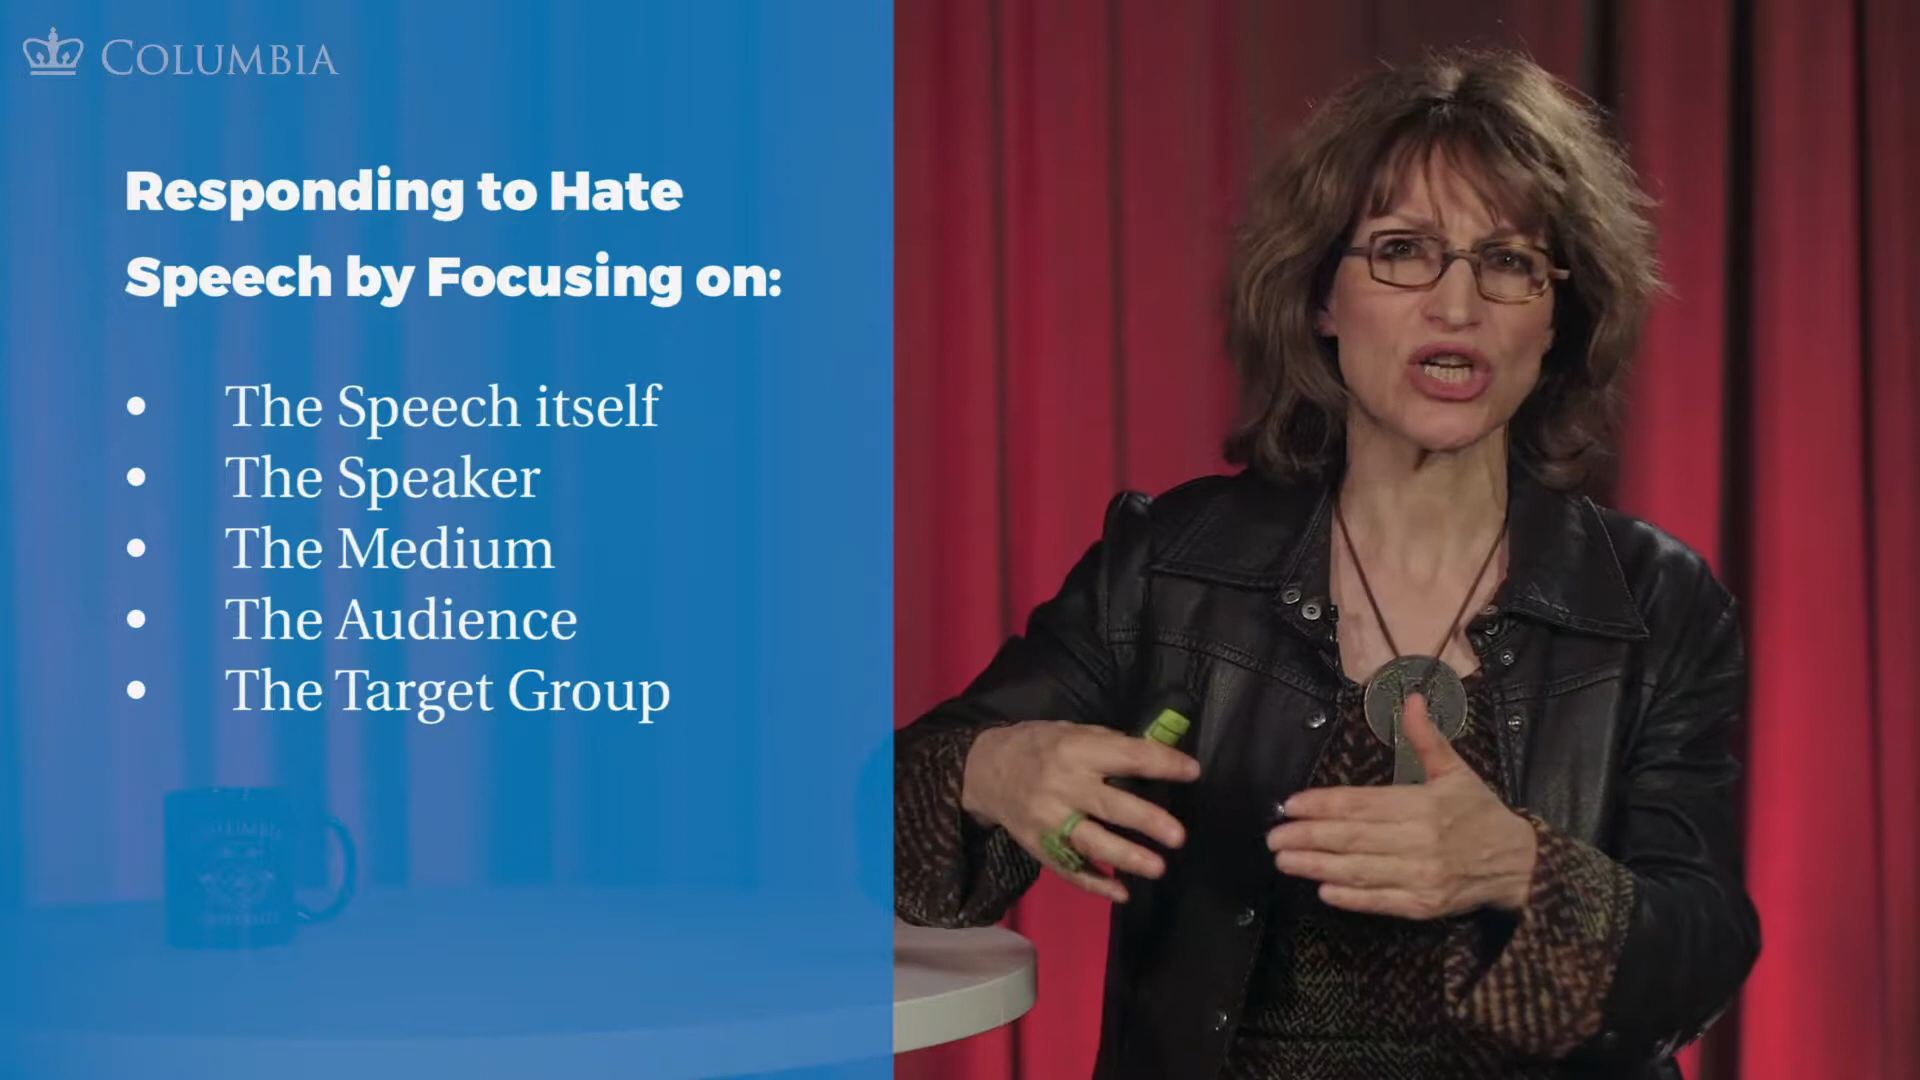 COLUMBIA
Responding to Hate
Speech by Focusing on:
• The Speech itself
• The Speaker
• The Medium
• The Audience
• The Target Group
COLUMBIA